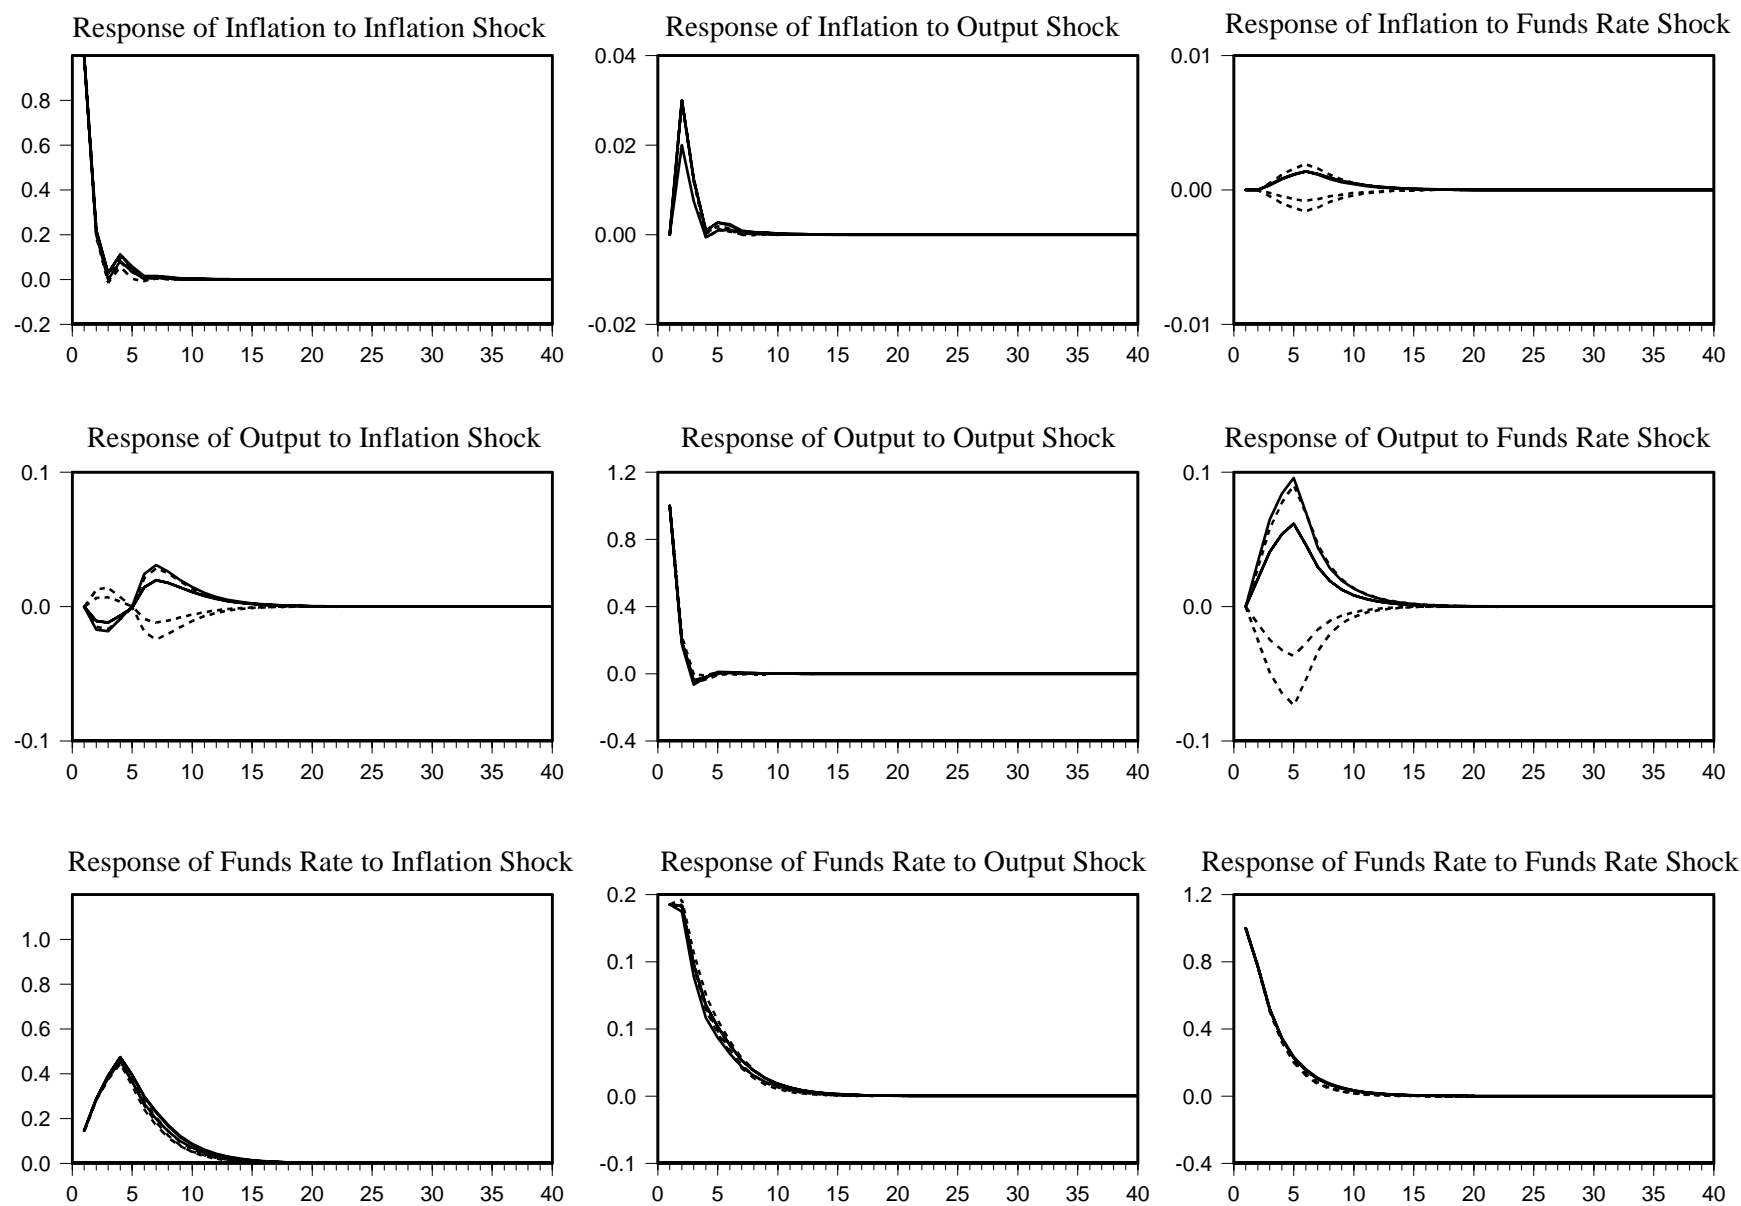 Response of Inflation to Inflation Shock
0.8
0.6
0.4
0.2
0.0
-0.2
0 5 10 15 20 25 30 35 40
Response of Inflation to Output Shock
0.04
0.02
0.00
-0.02
0 5 10 15 20 25 30 35 40
Response of Inflation to Funds Rate Shock
0.01
0.00
-0.01
0 5 10 15 20 25 30 35 40
Response of Output to Inflation Shock
0.1
0.0
-0.1
0 5 10 15 20 25 30 35 40
Response of Output to Output Shock
1.2
0.8
0.4
0.0
-0.4
0 5 10 15 20 25 30 35 40
Response of Output to Funds Rate Shock
0.1
0.0
-0.1
0 5 10 15 20 25 30 35 40
Response of Funds Rate to Inflation Shock
1.0
0.8
0.6
0.4
0.2
0.0
0 5 10 15 20 25 30 35 40
Response of Funds Rate to Output Shock
0.2
0.1
0.1
0.0
-0.1
0 5 10 15 20 25 30 35 40
Response of Funds Rate to Funds Rate Shock
1.2
0.8
0.4
0.0
-0.4
0 5 10 15 20 25 30 35 40